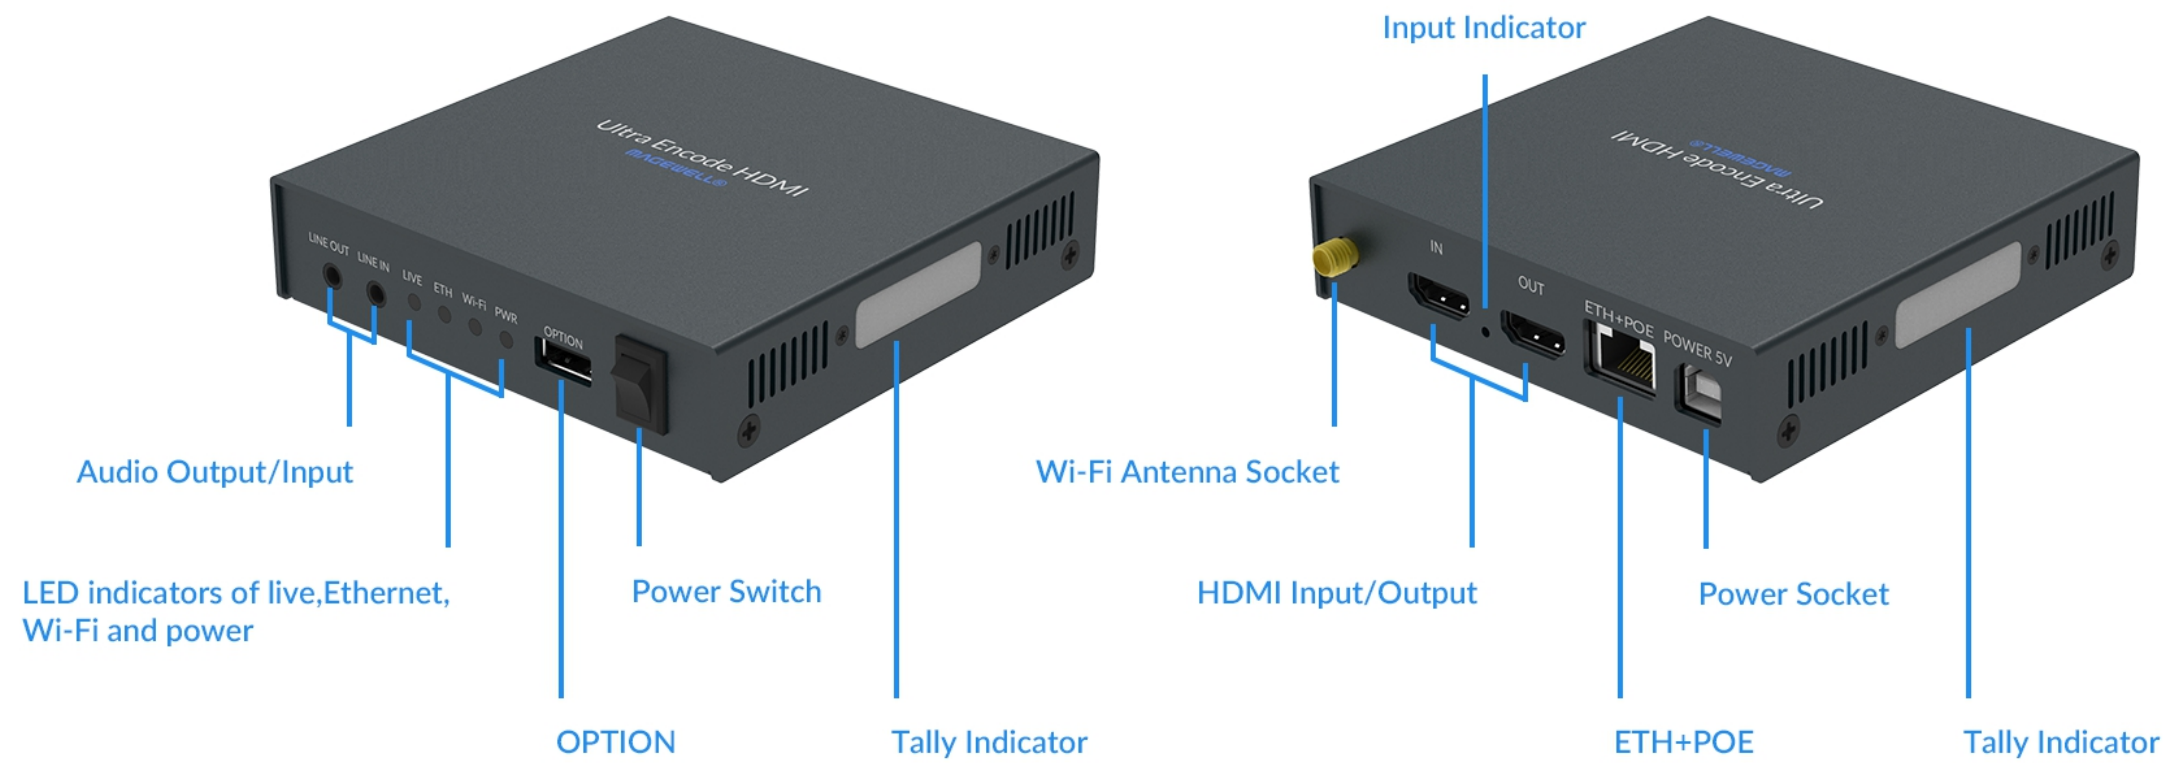 Input Indicator
Ultra Encode HDMI
MAGEWELL®
LINE OUT
LINE IN
LIVE
ETH
Wi-Fi
PWR
OPTION
Audio Output/Input
LED indicators of live,Ethernet,
Wi-Fi and power
OPTION
Power Switch
Tally Indicator
Ultra Encode HDMI
MAGEWELL®
IN
OUT
ETH+POE
POWER 5V
Wi-Fi Antenna Socket
HDMI Input/Output
ETH+POE
Power Socket
Tally Indicator